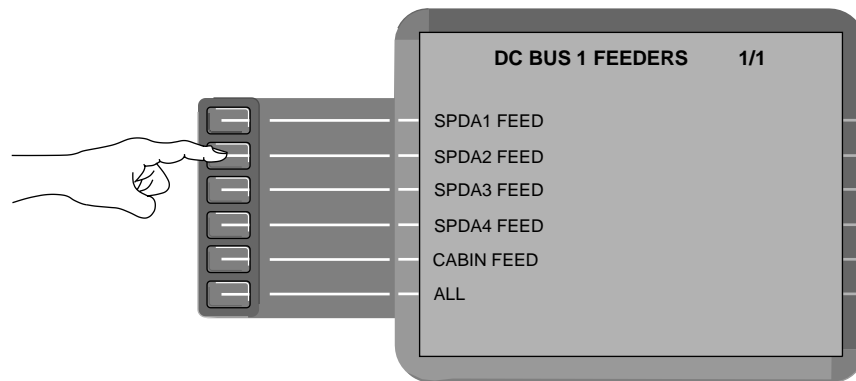 DC BUS 1 FEEDERS 1/1
SPDA1 FEED
SPDA2 FEED
SPDA3 FEED
SPDA4 FEED
CABIN FEED
ALL